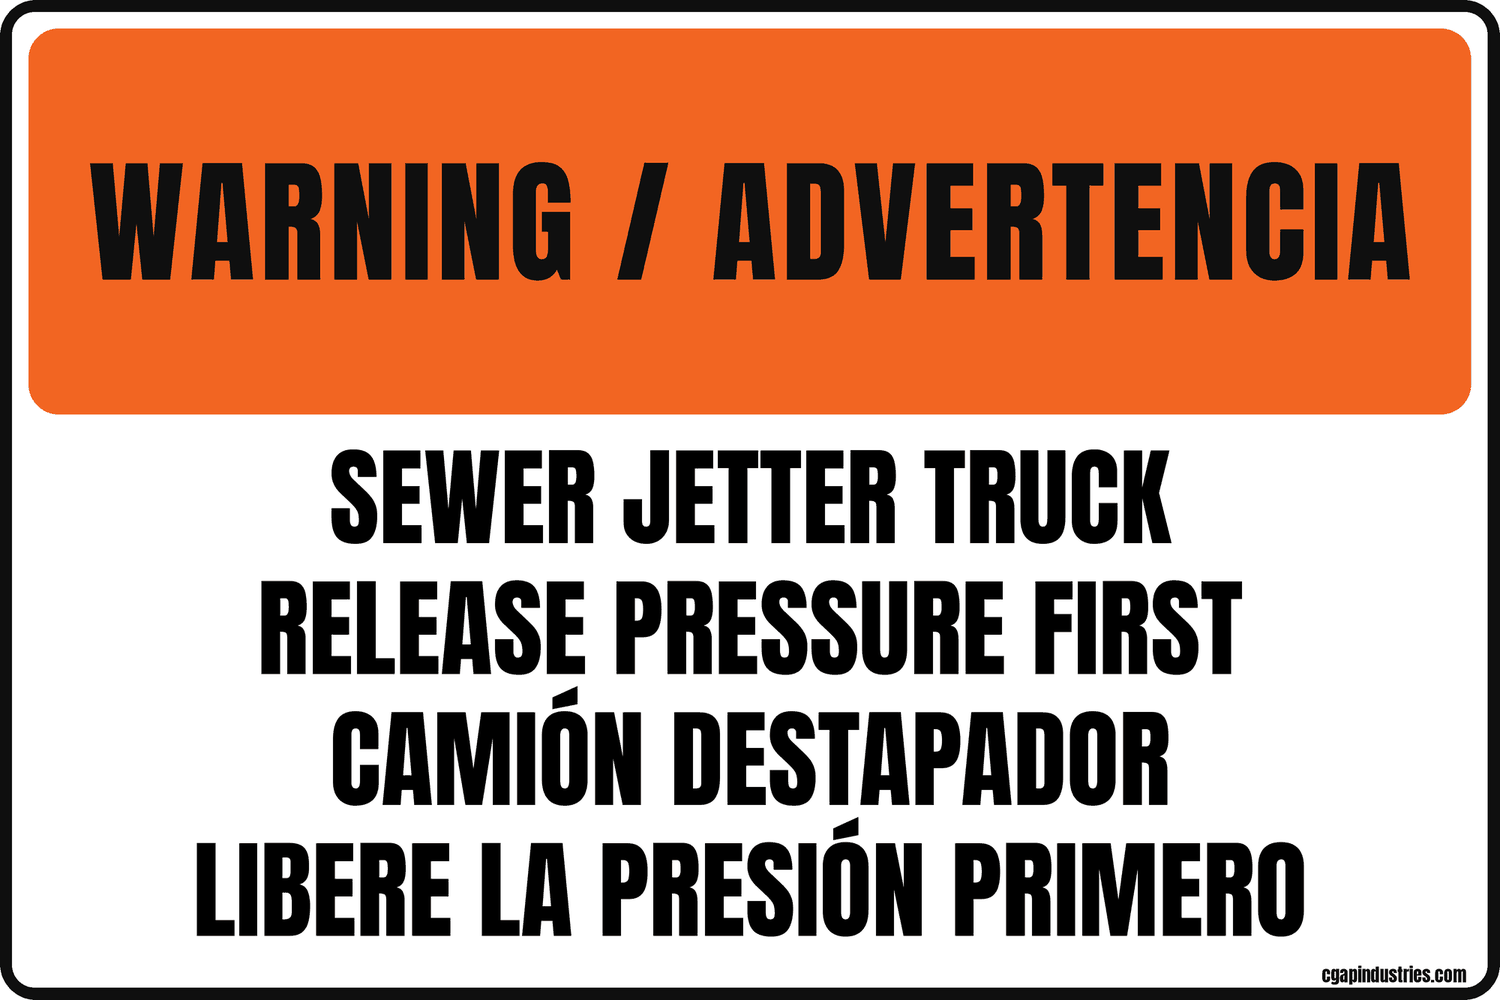 WARNING / ADVERTENCIA
SEWER JETTER TRUCK
RELEASE PRESSURE FIRST
CAMIÓN DESTAPADOR
LIBERE LA PRESIÓN PRIMERO
cgapindustries.com